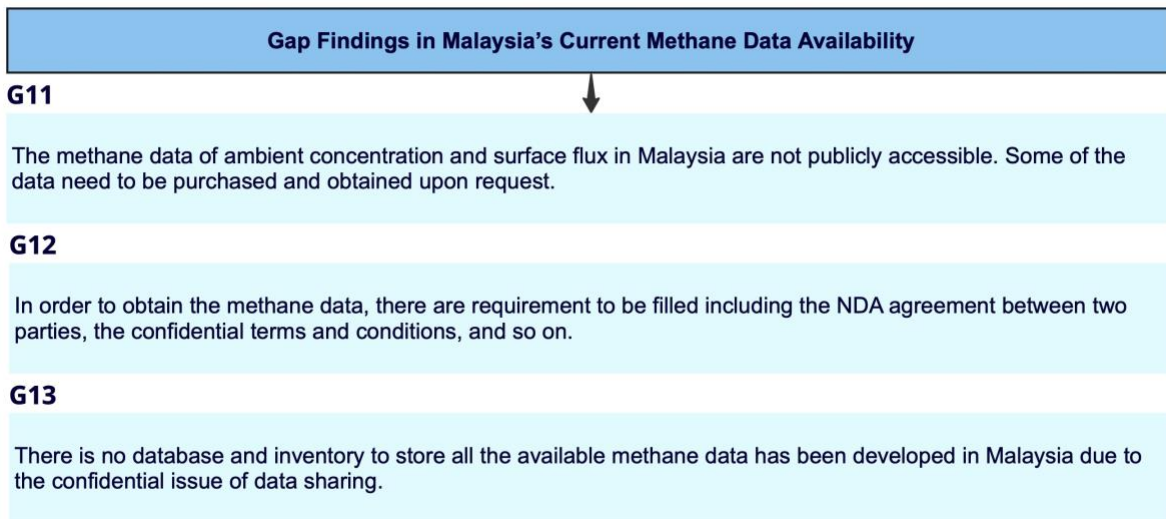 Gap Findings in Malaysia's Current Methane Data Availability
G11
The methane data of ambient concentration and surface flux in Malaysia are not publicly accessible. Some of the
data need to be purchased and obtained upon request.
G12
In order to obtain the methane data, there are requirement to be filled including the NDA agreement between two
parties, the confidential terms and conditions, and so on.
G13
There is no database and inventory to store all the available methane data has been developed in Malaysia due to
the confidential issue of data sharing.